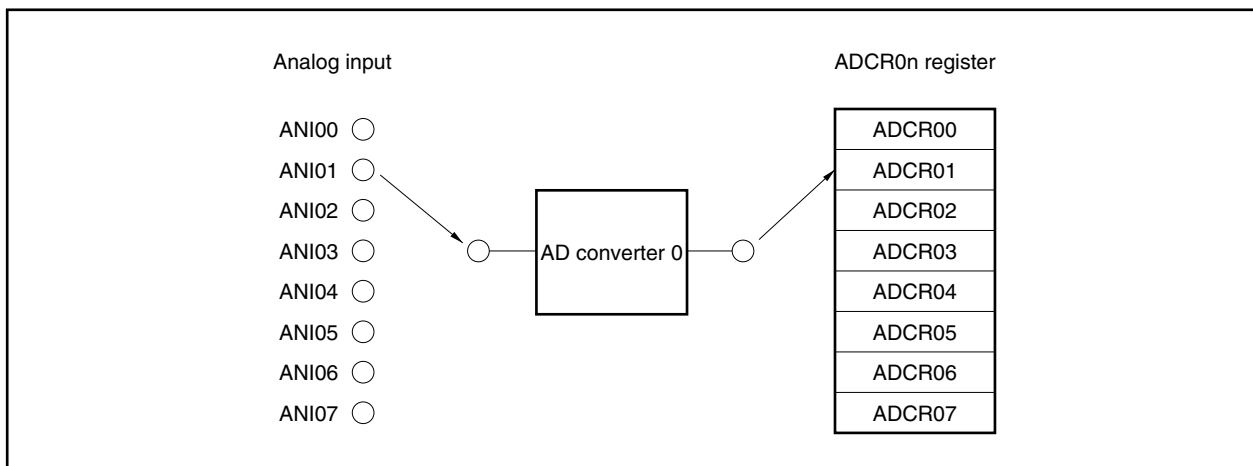 Analog input
ADCR0n register
ANI00
ANI01
ANI02
ANI03
ANI04
ANI05
ANI06
ANI07
AD converter 0
ADCR00
ADCR01
ADCR02
ADCR03
ADCR04
ADCR05
ADCR06
ADCR07